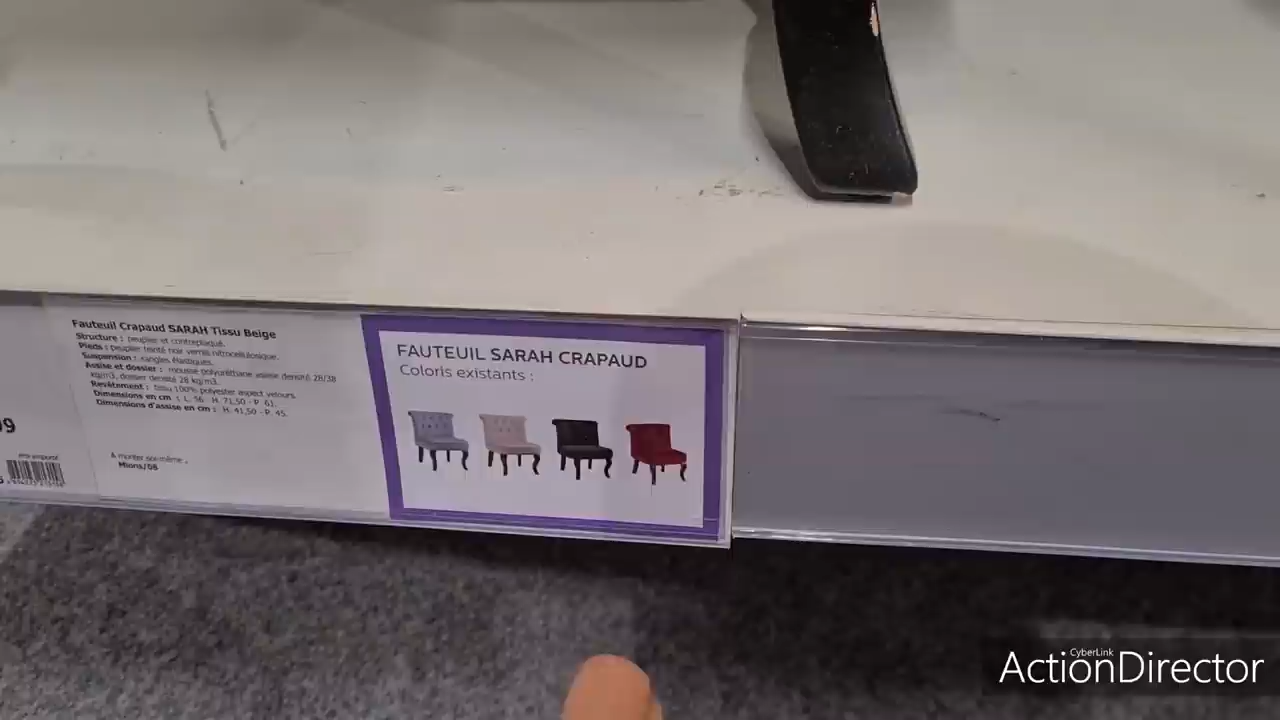 Fauteuil Crapaud SARAH Tissu Beige
Structure : peuplier et contreplaqué.
Pieds : peuplier teinté noir vernis nitrocellulosique.
Suspension : sangles élastiques.
Assise et dossier : mousse polyuréthane assise densité 28/38
kg/m3, dossier densité 28 kg/m3.
Revêtement : tissu 100% polyester aspect velours.
Dimensions en cm : L. 56 H. 71,50 - P. 61.
Dimensions d'assise en cm : H. 41,50 - P. 45.
A monter soi-même .
Mions/08
FAUTEUIL SARAH CRAPAUD
Coloris existants :
CyberLink
ActionDirector